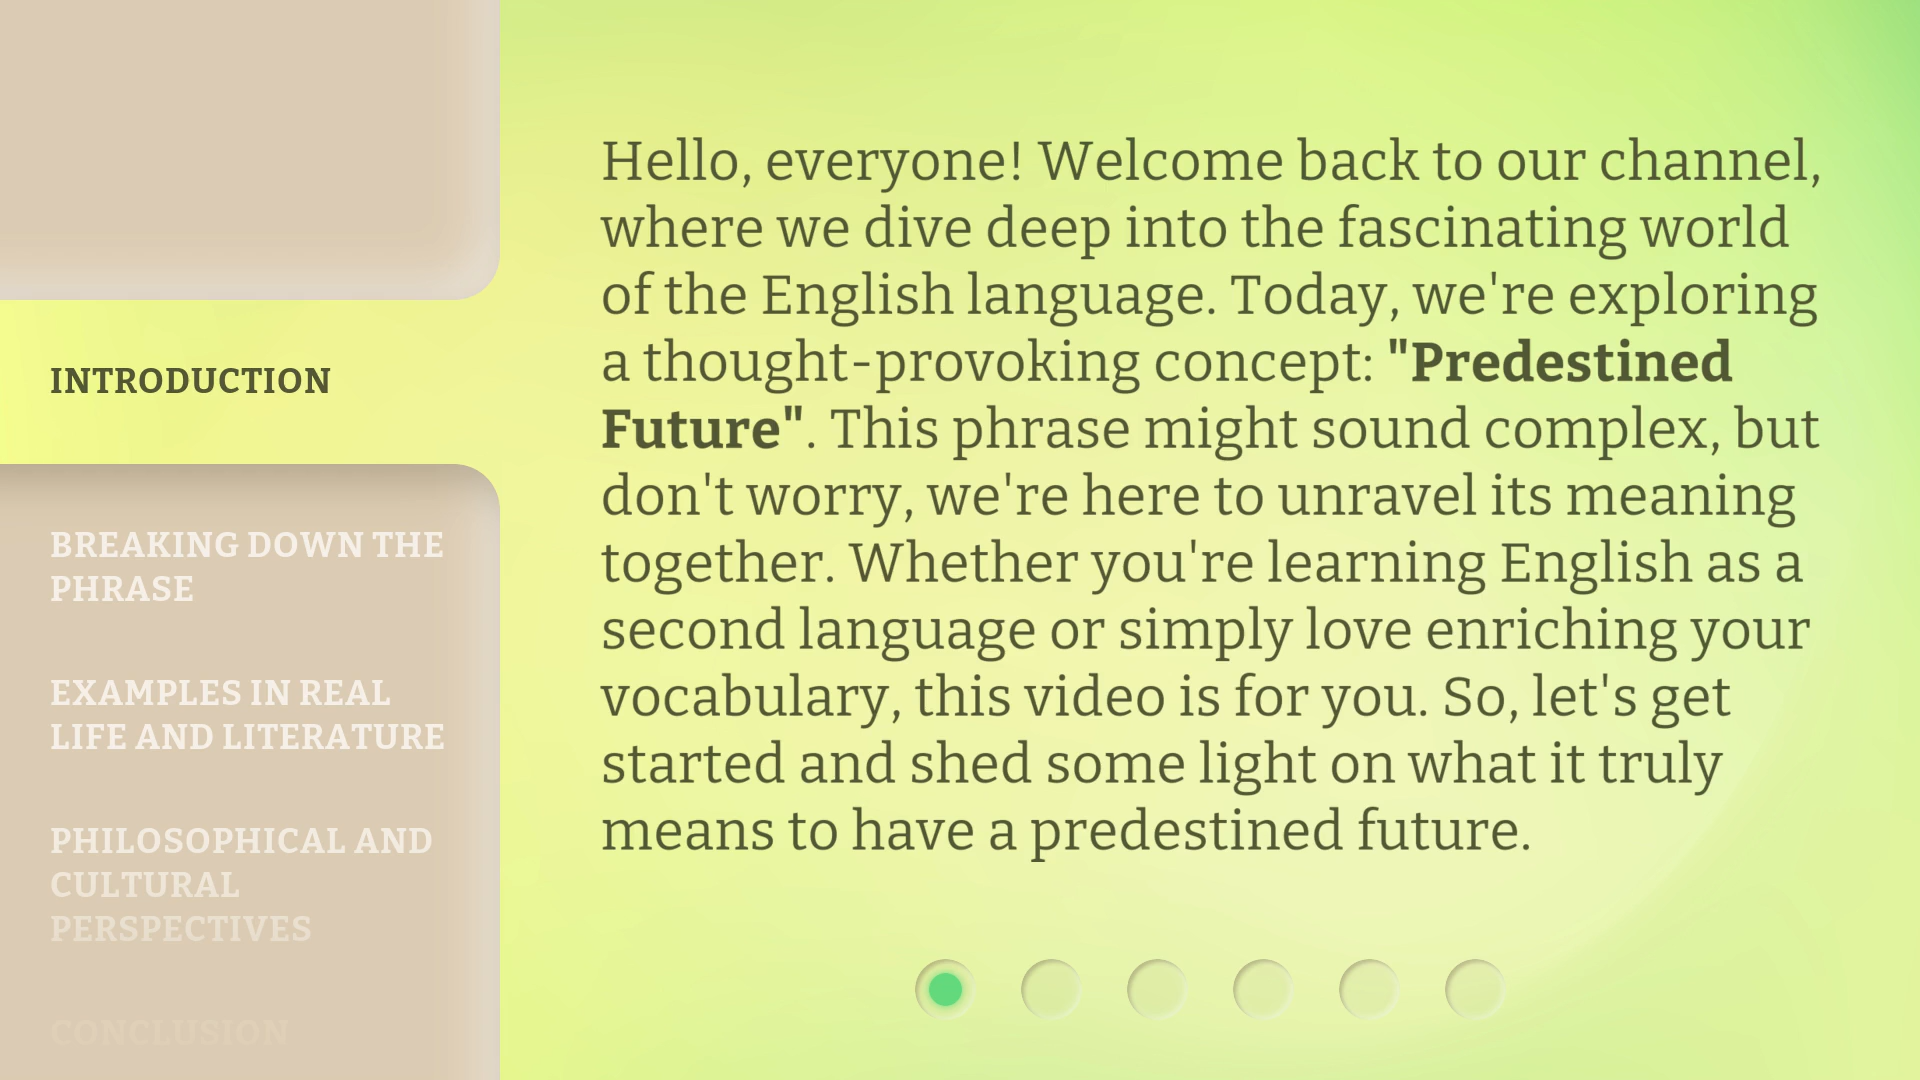 INTRODUCTION
BREAKING DOWN THE
PHRASE
EXAMPLES IN REAL
LIFE AND LITERATURE
PHILOSOPHICAL AND
CULTURAL
PERSPECTIVES
CONCLUSION
Hello, everyone! Welcome back to our channel,
where we dive deep into the fascinating world
of the English language. Today, we're exploring
a thought-provoking concept: "Predestined
Future". This phrase might sound complex, but
don't worry, we're here to unravel its meaning
together. Whether you're learning English as a
second language or simply love enriching your
vocabulary, this video is for you. So, let's get
started and shed some light on what it truly
means to have a predestined future.